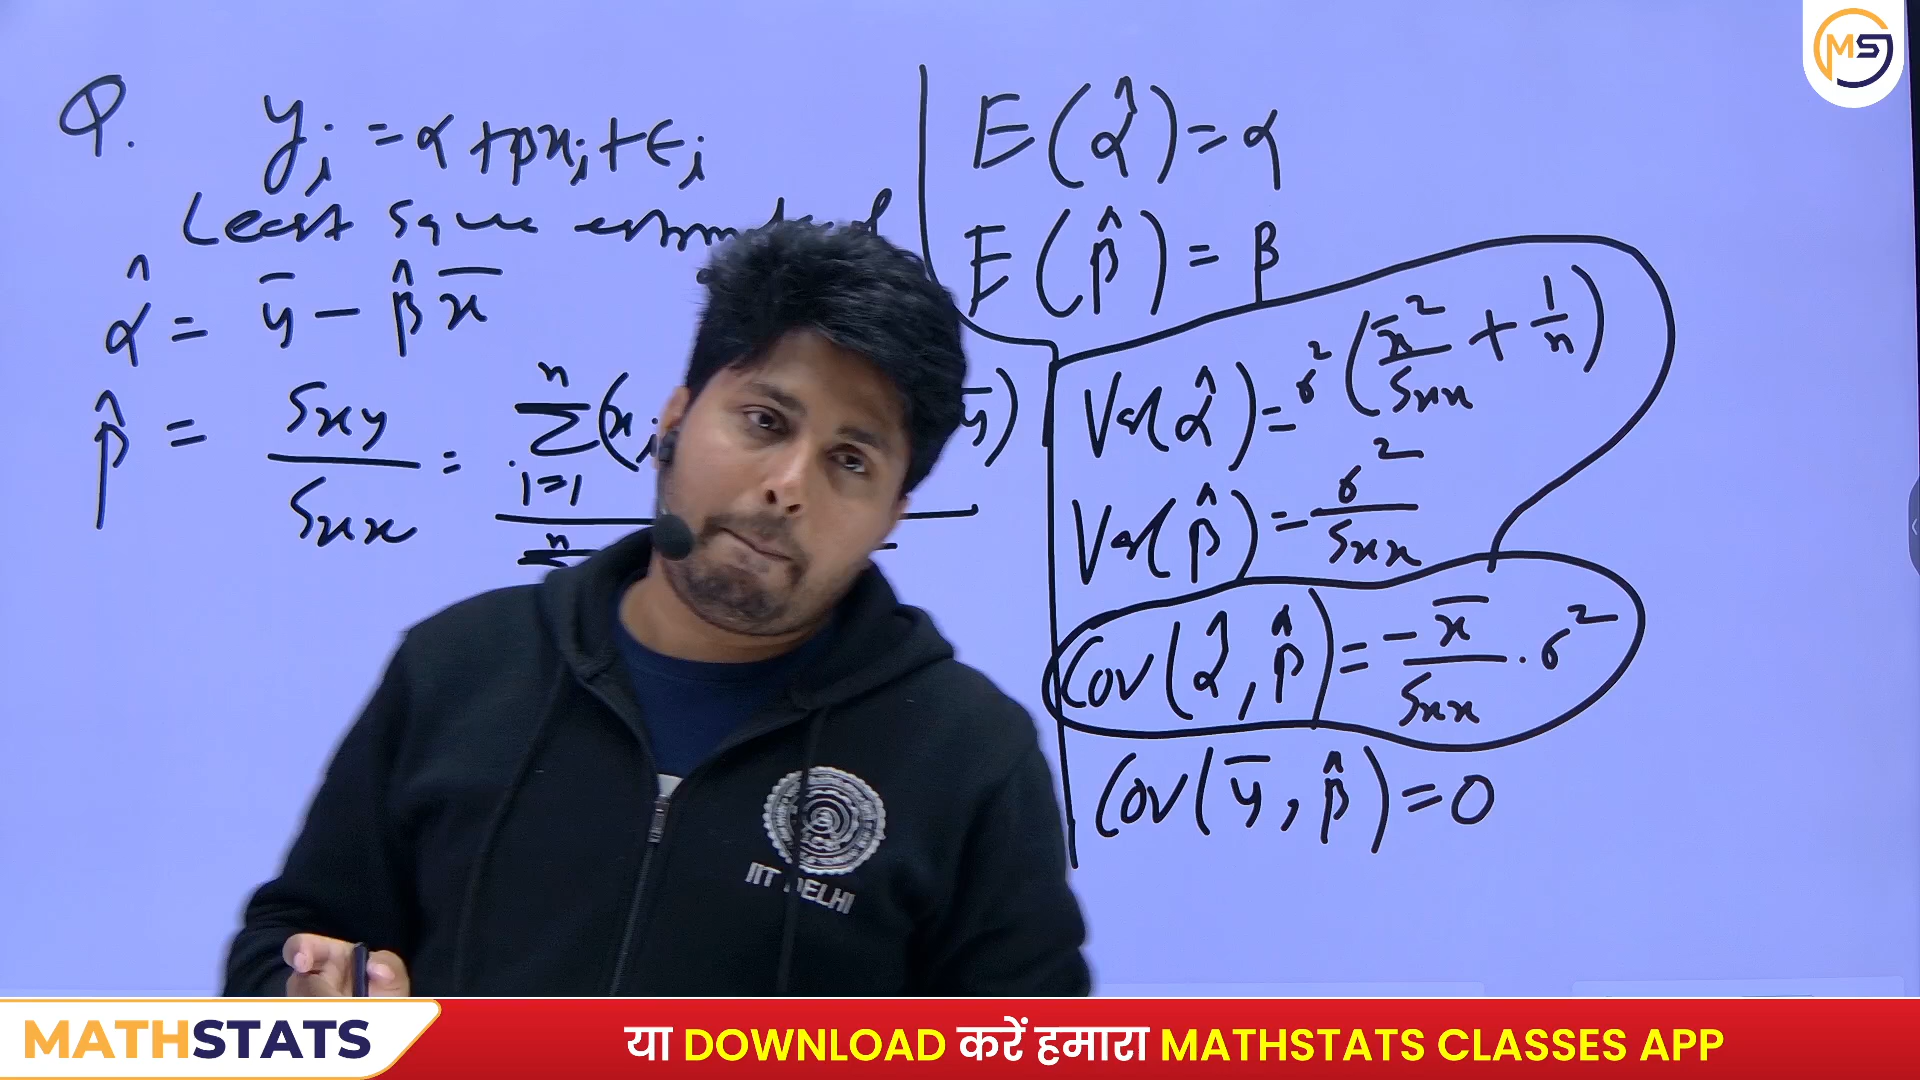 Q. yᵢ = α + βxᵢ + ϵᵢ
Least Square
α̂ = ȳ − β̂ x̄
β̂ = Sxy / Sxx = Σ i=1 n (xᵢ ȳ)
n
E(α̂) = α
E(β̂) = β
Var(α̂) = σ² (x̄² / Sxx + 1/n)
Var(β̂) = σ² / Sxx
Cov(α̂, β̂) = −x̄ / Sxx . σ²
Cov(ȳ, β̂) = 0
MS
IIT DELHI
MATHSTATS
या DOWNLOAD करें हमारा MATHSTATS CLASSES APP